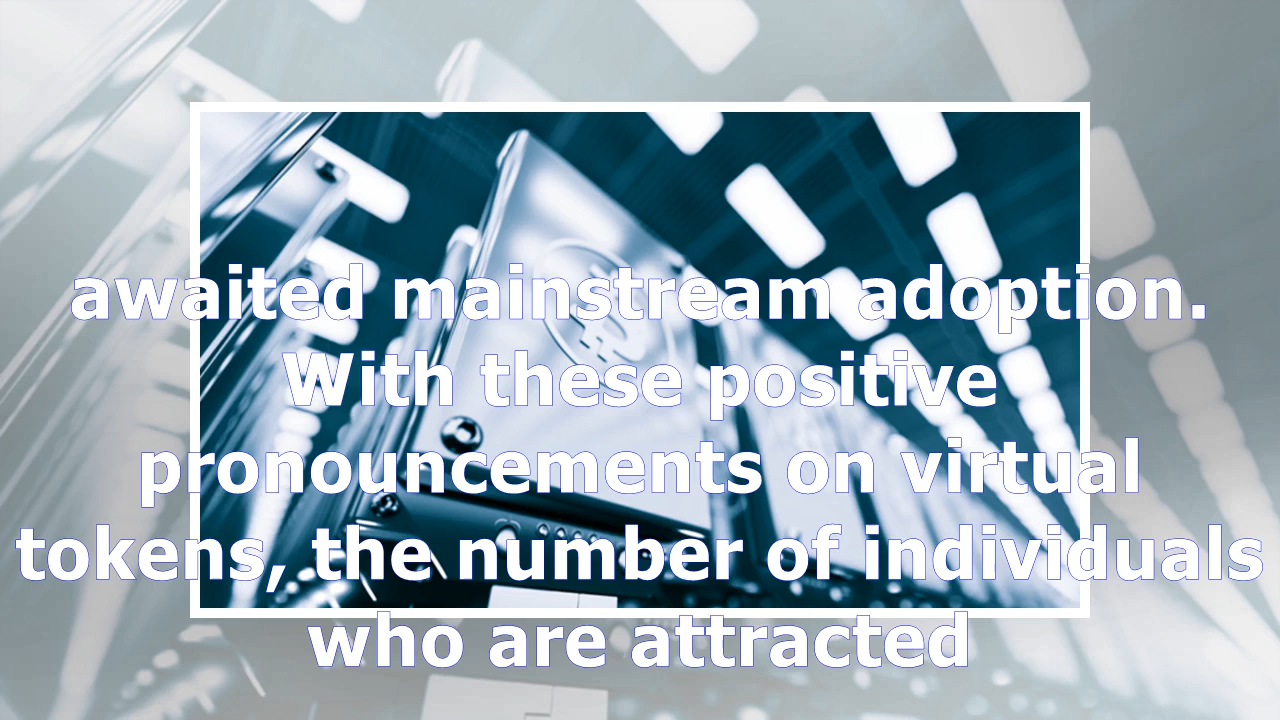 awaited mainstream adoption.
With these positive
pronouncements on virtual
tokens, the number of individuals
who are attracted